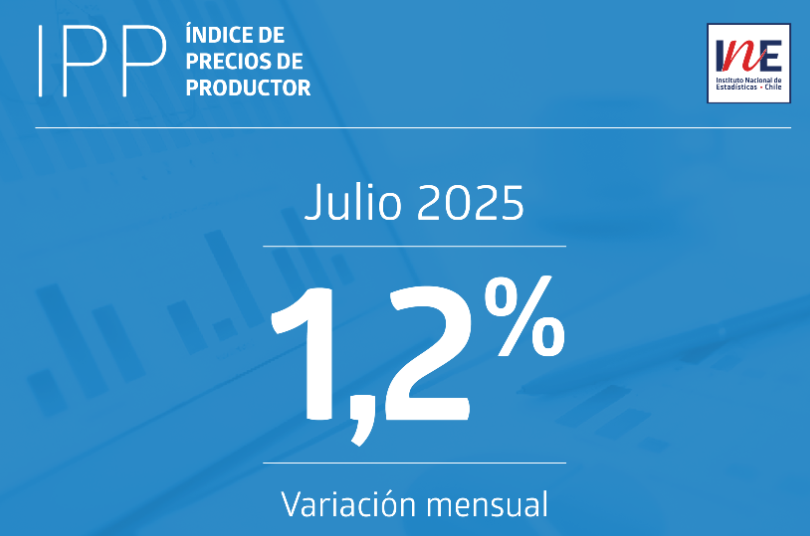 IPP
ÍNDICE DE
PRECIOS DE
PRODUCTOR
INE
Instituto Nacional de
Estadísticas • Chile
Julio 2025
1,2%
Variación mensual